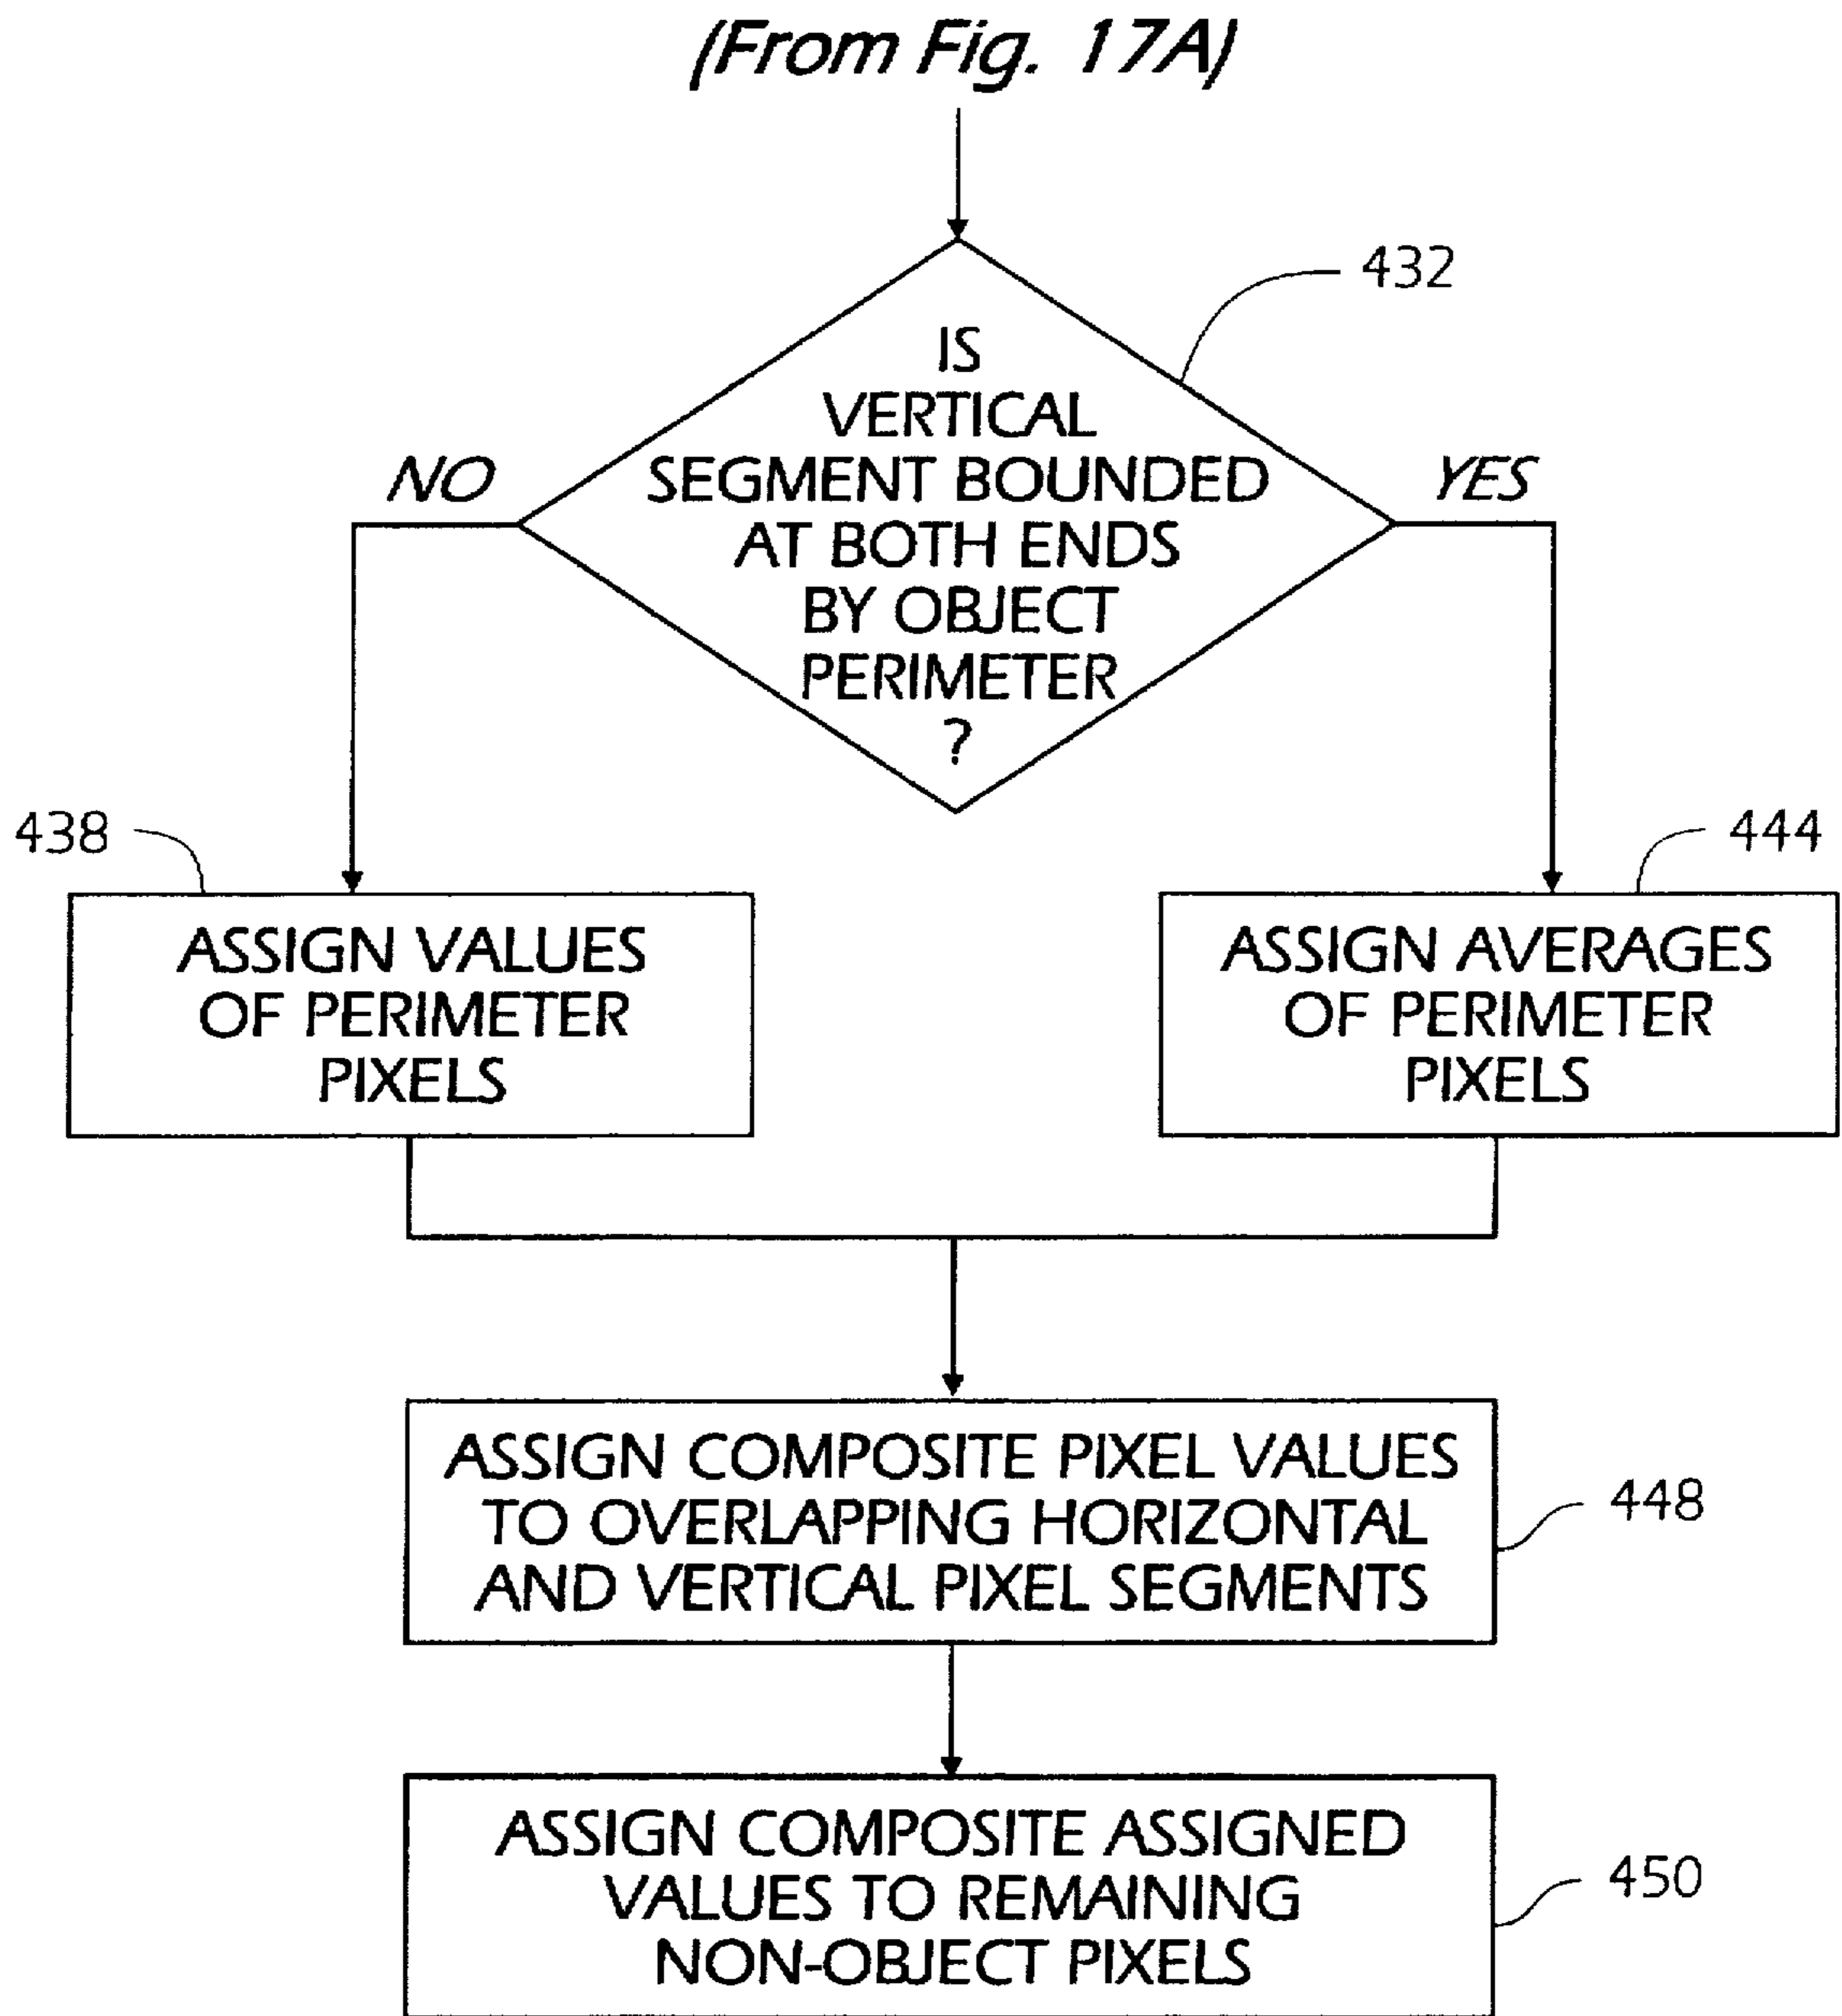 (From Fig. 17A)
432
IS
VERTICAL
SEGMENT BOUNDED
AT BOTH ENDS
BY OBJECT
PERIMETER
?
NO
YES
438
ASSIGN VALUES
OF PERIMETER
PIXELS
444
ASSIGN AVERAGES
OF PERIMETER
PIXELS
ASSIGN COMPOSITE PIXEL VALUES
TO OVERLAPPING HORIZONTAL
AND VERTICAL PIXEL SEGMENTS
448
ASSIGN COMPOSITE ASSIGNED
VALUES TO REMAINING
NON-OBJECT PIXELS
450